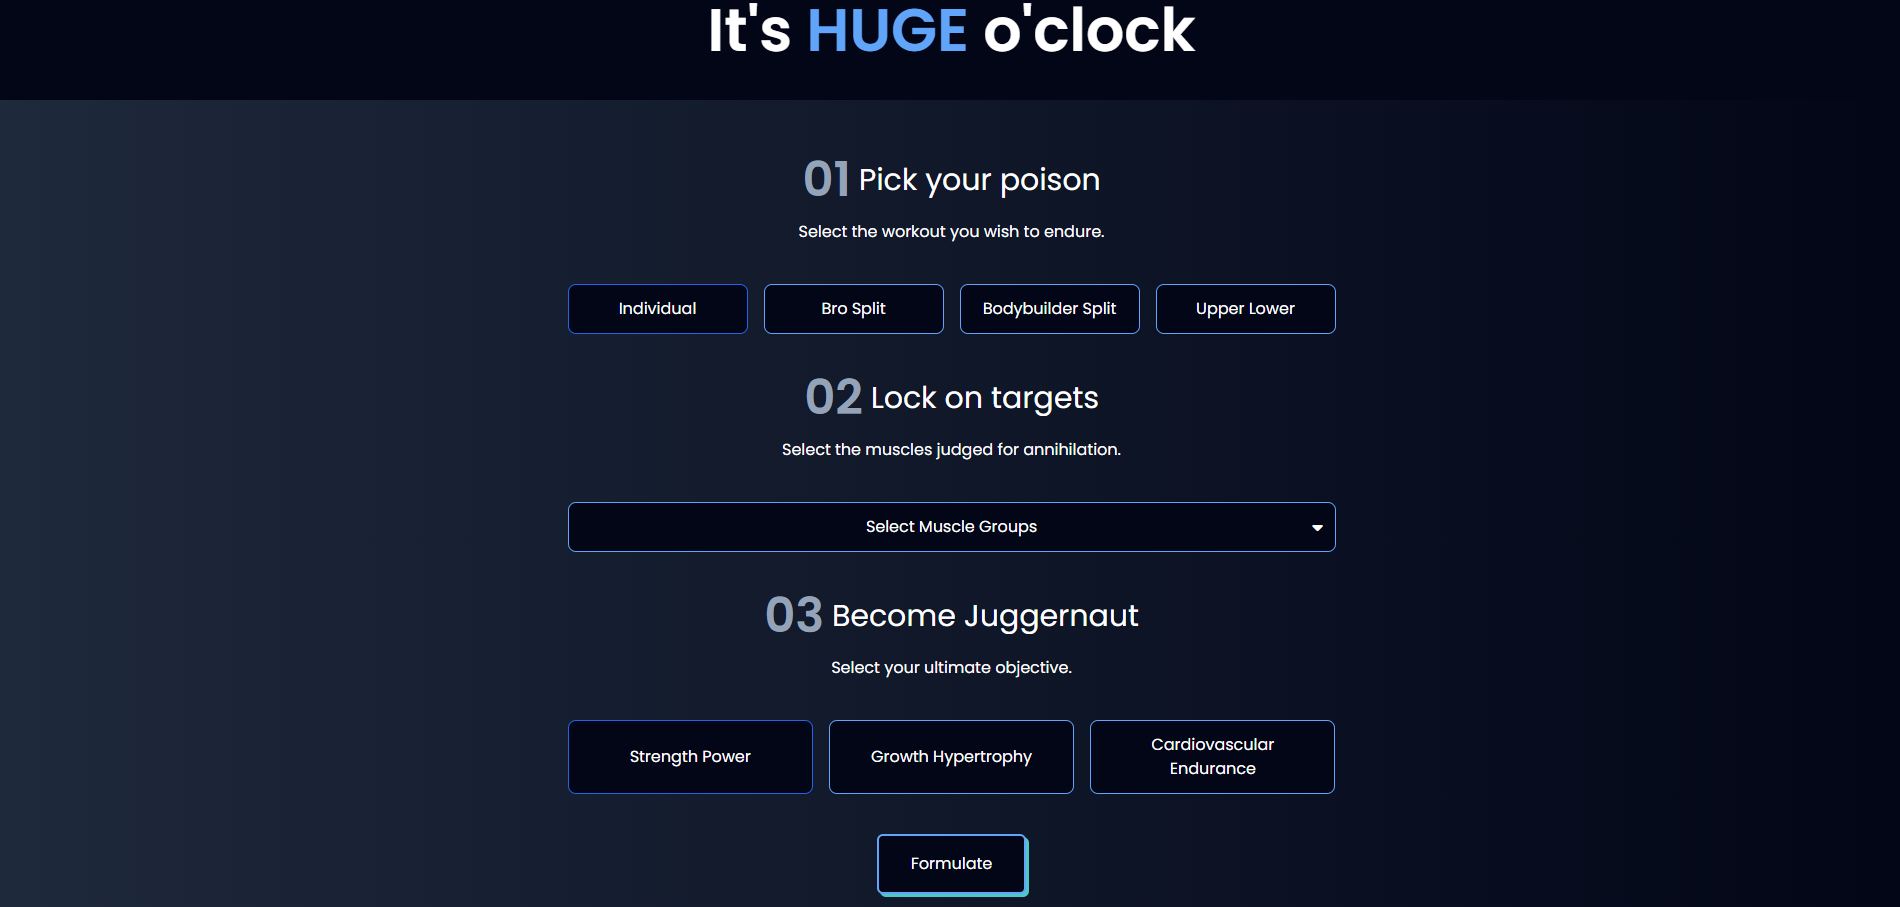 It's HUGE o'clock
01 Pick your poison
Select the workout you wish to endure.
Individual
Bro Split
Bodybuilder Split
Upper Lower
02 Lock on targets
Select the muscles judged for annihilation.
Select Muscle Groups
03 Become Juggernaut
Select your ultimate objective.
Strength Power
Growth Hypertrophy
Cardiovascular
Endurance
Formulate